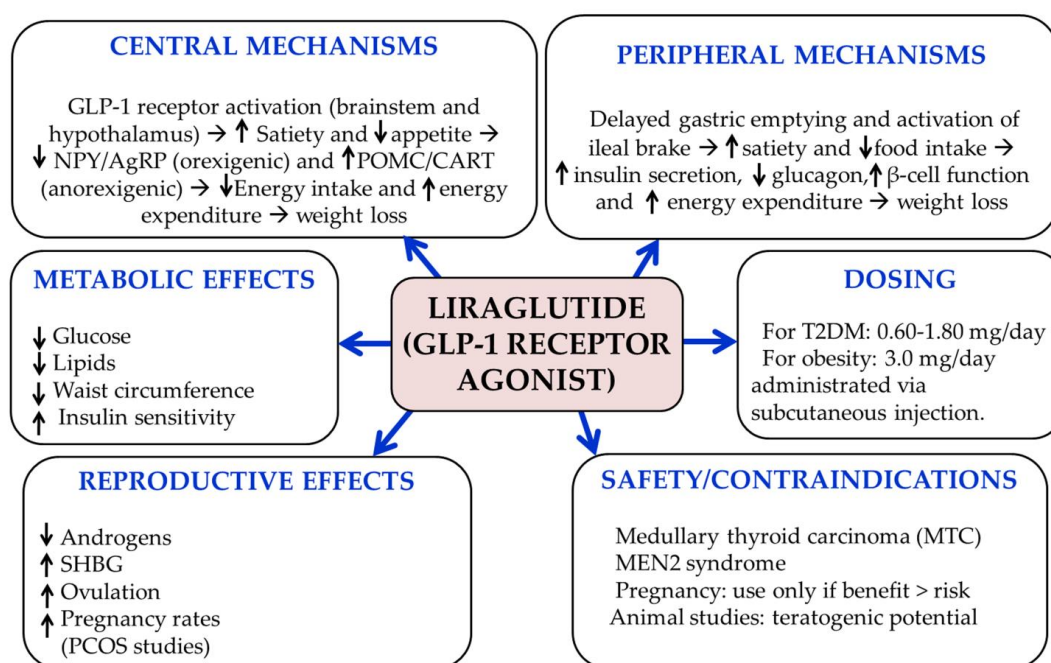 CENTRAL MECHANISMS
GLP-1 receptor activation (brainstem and
hypothalamus) → ↑ Satiety and ↓ appetite →
↓ NPY/AgRP (orexigenic) and ↑ POMC/CART
(anorexigenic) → ↓ Energy intake and ↑ energy
expenditure → weight loss
PERIPHERAL MECHANISMS
Delayed gastric emptying and activation of
ileal brake → ↑ satiety and ↓ food intake →
↑ insulin secretion, ↓ glucagon, ↑ β-cell function
and ↑ energy expenditure → weight loss
METABOLIC EFFECTS
↓ Glucose
↓ Lipids
↓ Waist circumference
↑ Insulin sensitivity
LIRAGLUTIDE
(GLP-1 RECEPTOR
AGONIST)
DOSING
For T2DM: 0.60-1.80 mg/day
For obesity: 3.0 mg/day
administrated via
subcutaneous injection.
REPRODUCTIVE EFFECTS
↓ Androgens
↑ SHBG
↑ Ovulation
↑ Pregnancy rates
(PCOS studies)
SAFETY/CONTRAINDICATIONS
Medullary thyroid carcinoma (MTC)
MEN2 syndrome
Pregnancy: use only if benefit > risk
Animal studies: teratogenic potential